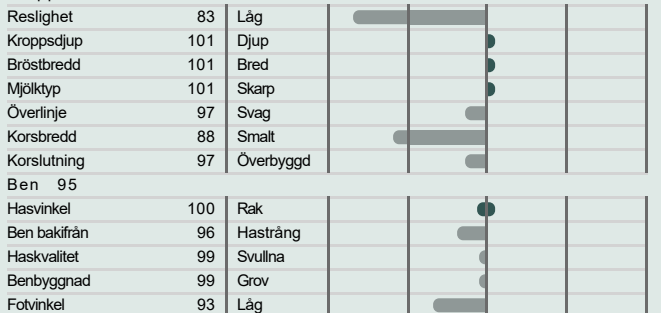 Reslighet 83 Låg
Kroppsdjup 101 Djup
Bröstbredd 101 Bred
Mjölktyp 101 Skarp
Överlinje 97 Svag
Korsbredd 88 Smalt
Korslutning 97 Överbyggd
Ben 95
Hasvinkel 100 Rak
Ben bakifrån 96 Hastrång
Haskvalitet 99 Svullna
Benbyggnad 99 Grov
Fotvinkel 93 Låg